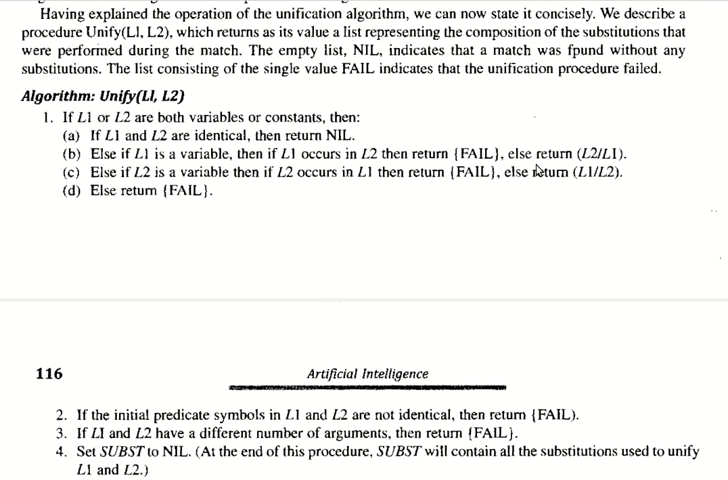 Having explained the operation of the unification algorithm, we can now state it concisely. We describe a
procedure Unify(L1, L2), which returns as its value a list representing the composition of the substitutions that
were performed during the match. The empty list, NIL, indicates that a match was fpund without any
substitutions. The list consisting of the single value FAIL indicates that the unification procedure failed.
Algorithm: Unify(LI, L2)
1. If L1 or L2 are both variables or constants, then:
(a) If L1 and L2 are identical, then return NIL.
(b) Else if L1 is a variable, then if L1 occurs in L2 then return {FAIL}, else return (L2/L1).
(c) Else if L2 is a variable then if L2 occurs in L1 then return {FAIL}, else return (L1/L2).
(d) Else return {FAIL}.
116
Artificial Intelligence
2. If the initial predicate symbols in L1 and L2 are not identical, then return {FAIL).
3. If LI and L2 have a different number of arguments, then return {FAIL}.
4. Set SUBST to NIL. (At the end of this procedure, SUBST will contain all the substitutions used to unify
L1 and L2.)